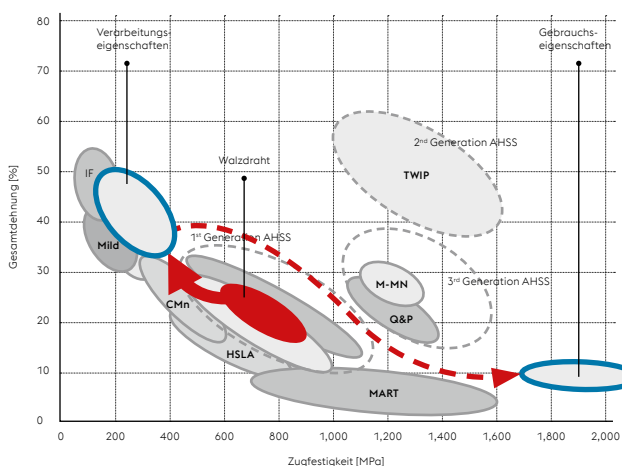 Verarbeitungs-
eigenschaften
Gebrauchs-
eigenschaften
80
70
60
50
40
30
20
10
0
Gesamtdehnung [%]
2nd Generation AHSS
TWIP
Walzdraht
IF
Mild
1st Generation AHSS
M-MN
3rd Generation AHSS
CMn
Q&P
HSLA
MART
0
200
400
600
800
1,000
1,200
1,400
1,600
1,800
2,000
Zugfestigkeit [MPa]